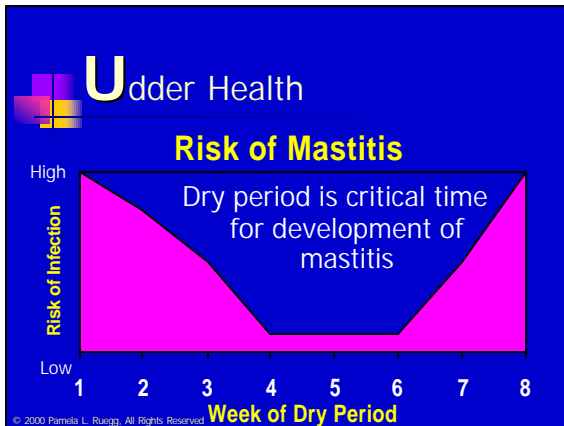 Udder Health
Risk of Mastitis
High
Dry period is critical time
for development of
mastitis
Risk of Infection
Low
1 2 3 4 5 6 7 8
© 2000 Pamela L. Ruegg, All Rights Reserved
Week of Dry Period